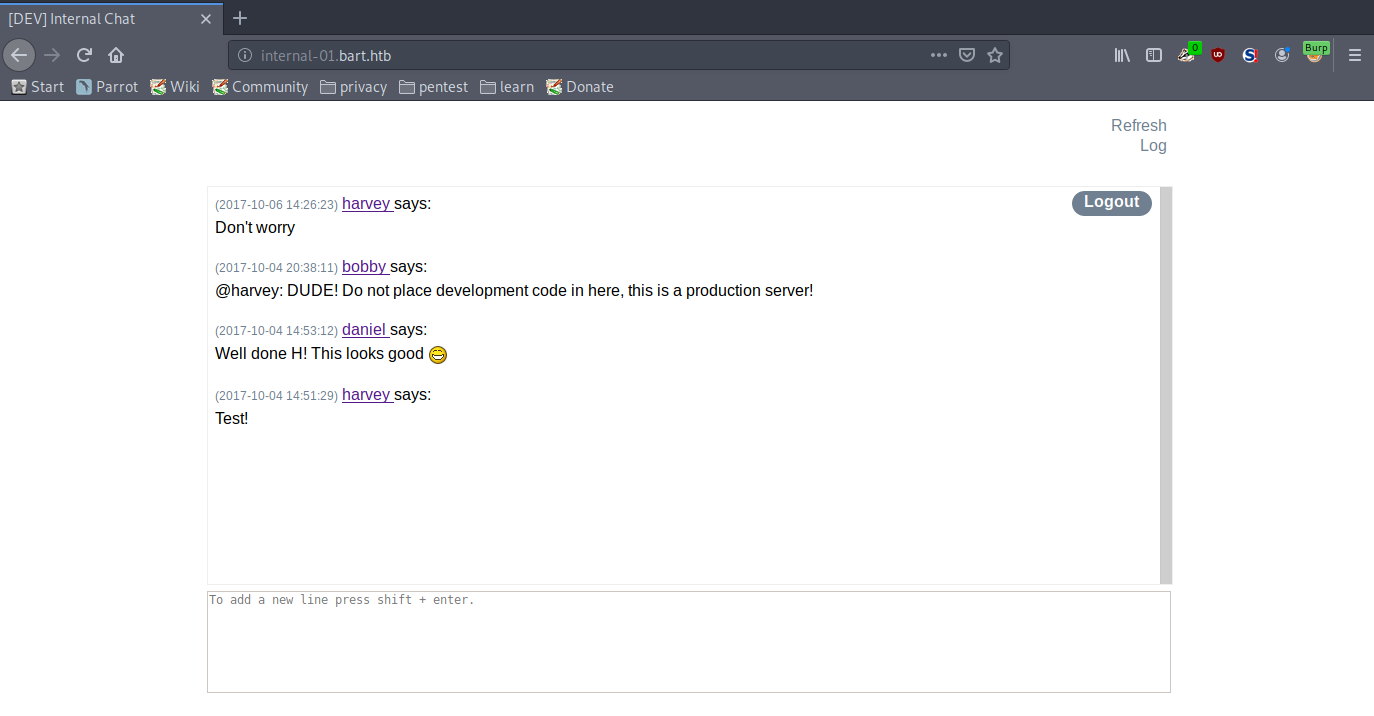 [DEV] Internal Chat
internal-01.bart.htb
0
UD
S
Burp
Start Parrot Wiki Community privacy pentest learn Donate
Refresh
Log
Logout
(2017-10-06 14:26:23) harvey says:
Don't worry
(2017-10-04 20:38:11) bobby says:
@harvey: DUDE! Do not place development code in here, this is a production server!
(2017-10-04 14:53:12) daniel says:
Well done H! This looks good
(2017-10-04 14:51:29) harvey says:
Test!
To add a new line press shift + enter.